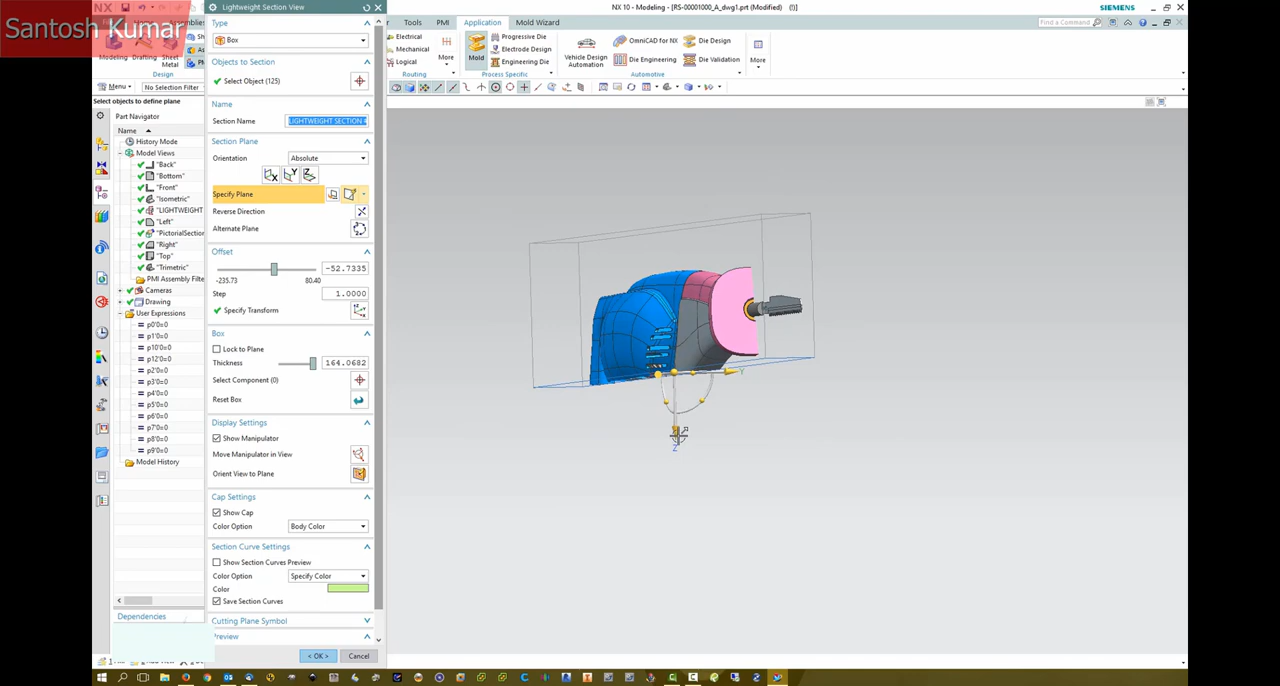 Santosh Kumar
NX
Lightweight Section View
NX 10 - Modeling - [RS-00001000_A_dwg1.prt (Modified) ]
SIEMENS
Assemblies
Tools
PMI
Application
Mold Wizard
Find a Command
Type
Box
Modeling
Drafting
Sheet
Metal
Design
Electrical
Mechanical
Logical
More
Routing
Mold
Progressive Die
Electrode Design
Engineering Die
Process Specific
Vehicle Design
Automation
OmniCAD for NX
Die Design
Die Engineering
Die Validation
Automotive
More
Objects to Section
Select Object (125)
Menu
No Selection Filter
Select objects to define plane
Part Navigator
Name
History Mode
Model Views
"Back"
"Bottom"
"Front"
"Isometric"
"LIGHTWEIGHT
"Left"
"PictorialSection
"Right"
"Top"
"Trimetric"
PMI Assembly Filte
Cameras
Drawing
User Expressions
p0'0=0
p1'0=0
p10'0=0
p12'0=0
p2'0=0
p3'0=0
p4'0=0
p5'0=0
p6'0=0
p7'0=0
p8'0=0
p9'0=0
Model History
Dependencies
Name
Section Name
LIGHTWEIGHT SECTION
Section Plane
Orientation
Absolute
X
Y
Z
Specify Plane
Reverse Direction
Alternate Plane
Offset
-52.7335
-235.73
80.40
Step
1.0000
Specify Transform
Box
Lock to Plane
Thickness
164.0682
Select Component (0)
Reset Box
Display Settings
Show Manipulator
Move Manipulator in View
Orient View to Plane
Cap Settings
Show Cap
Color Option
Body Color
Section Curve Settings
Show Section Curves Preview
Color Option
Specify Color
Color
Save Section Curves
Cutting Plane Symbol
Preview
< OK >
Cancel
Y
Z